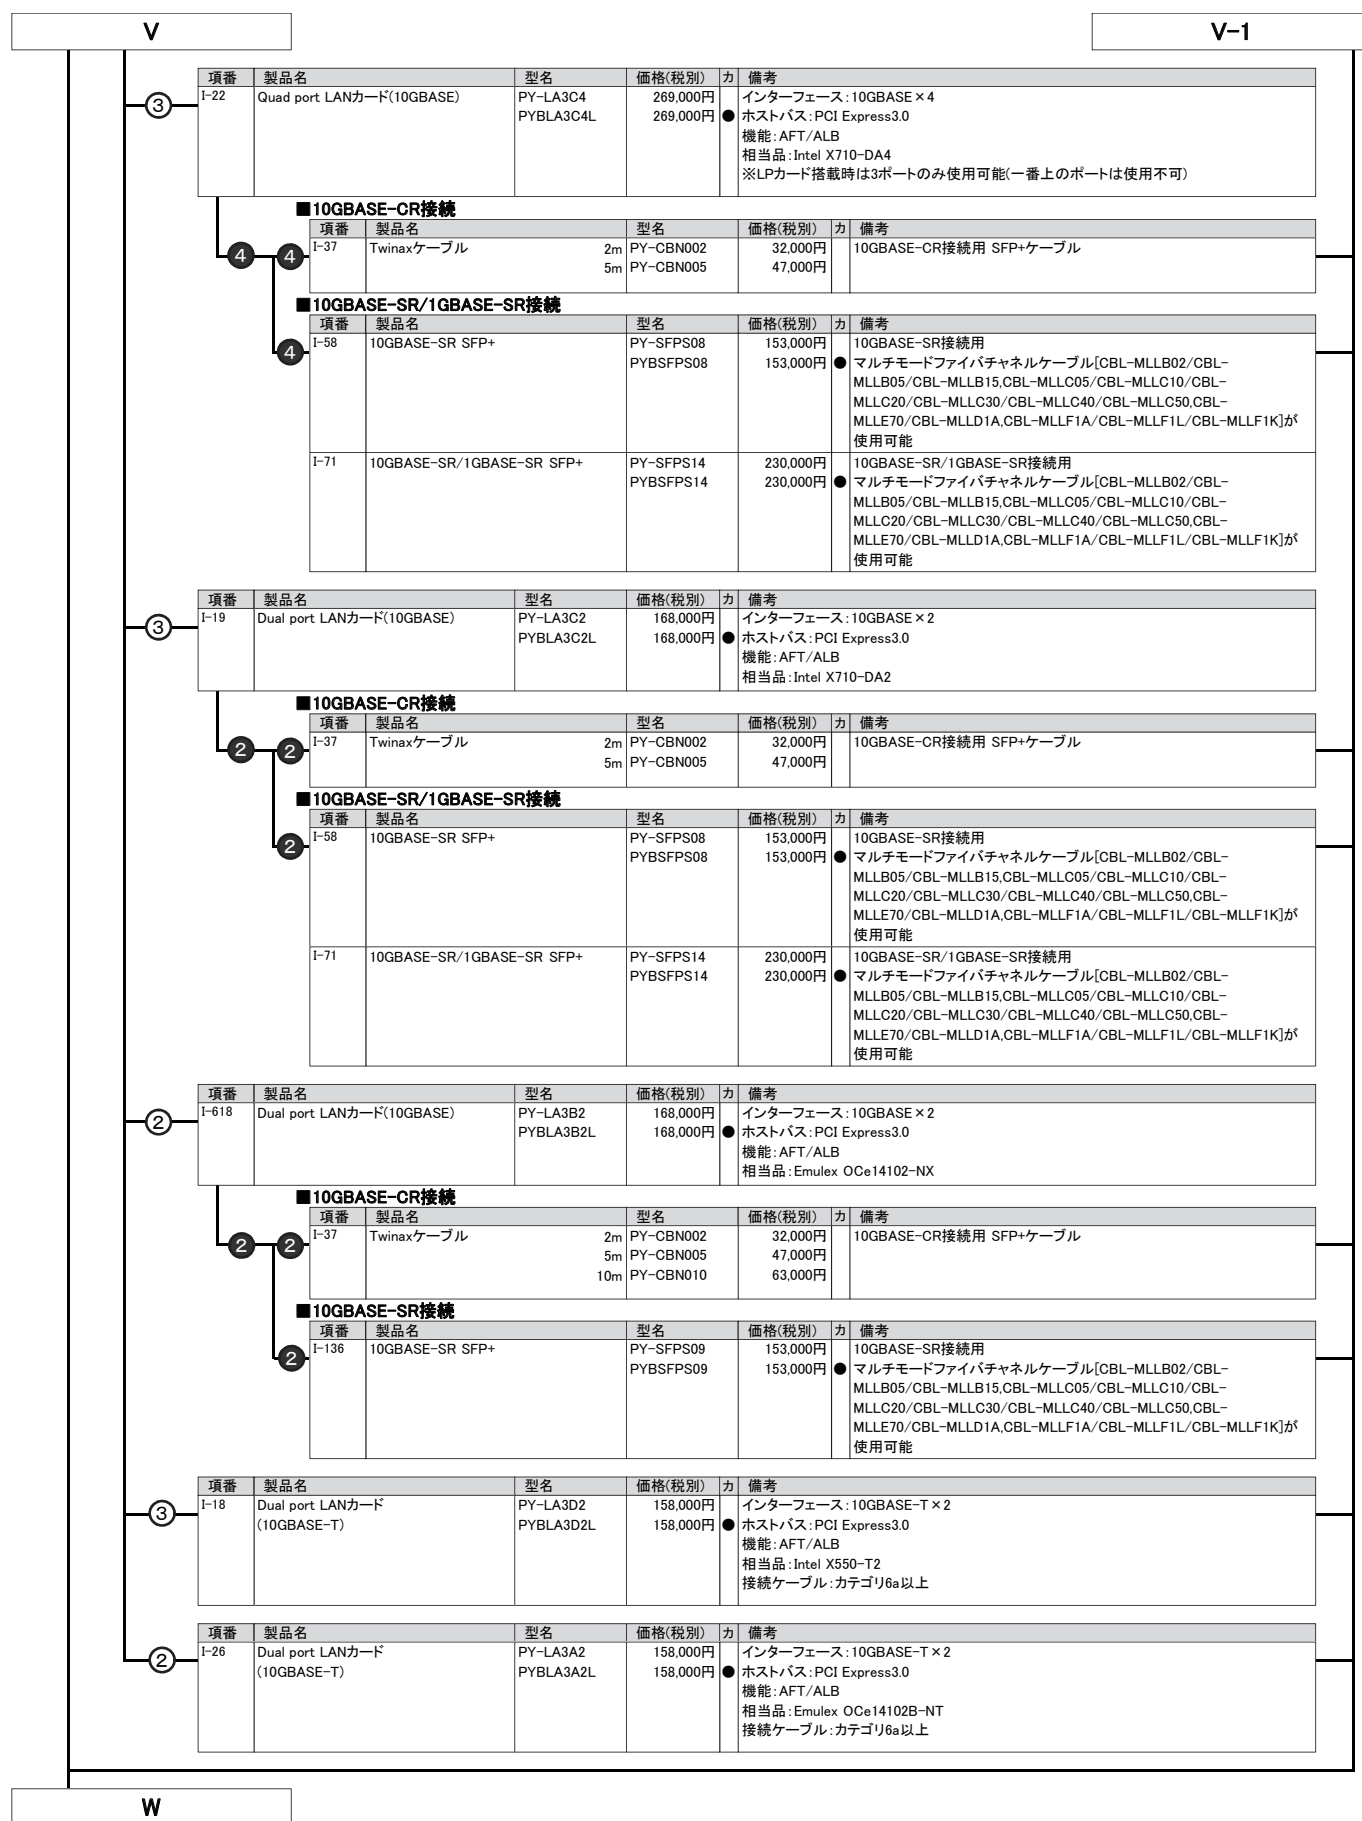 V
V-1
項番 製品名 型名 価格(税別) カ 備考
③ I-22 Quad port LANカード(10GBASE) PY-LA3C4 269,000円 インターフェース:10GBASE×4
PYBLA3C4L 269,000円 ● ホストバス:PCI Express3.0
機能:AFT/ALB
相当品:Intel X710-DA4
※LPカード搭載時は3ポートのみ使用可能(一番上のポートは使用不可)
■10GBASE-CR接続
項番 製品名 型名 価格(税別) カ 備考
4 4 I-37 Twinaxケーブル 2m PY-CBN002 32,000円 10GBASE-CR接続用 SFP+ケーブル
5m PY-CBN005 47,000円
■10GBASE-SR/1GBASE-SR接続
項番 製品名 型名 価格(税別) カ 備考
4 I-58 10GBASE-SR SFP+ PY-SFPS08 153,000円 10GBASE-SR接続用
PYBSFPS08 153,000円 ● マルチモードファイバチャネルケーブル[CBL-MLLB02/CBL-
MLLB05/CBL-MLLB15,CBL-MLLC05/CBL-MLLC10/CBL-
MLLC20/CBL-MLLC30/CBL-MLLC40/CBL-MLLC50,CBL-
MLLE70/CBL-MLLD1A,CBL-MLLF1A/CBL-MLLF1L/CBL-MLLF1K]が
使用可能
I-71 10GBASE-SR/1GBASE-SR SFP+ PY-SFPS14 230,000円 10GBASE-SR/1GBASE-SR接続用
PYBSFPS14 230,000円 ● マルチモードファイバチャネルケーブル[CBL-MLLB02/CBL-
MLLB05/CBL-MLLB15,CBL-MLLC05/CBL-MLLC10/CBL-
MLLC20/CBL-MLLC30/CBL-MLLC40/CBL-MLLC50,CBL-
MLLE70/CBL-MLLD1A,CBL-MLLF1A/CBL-MLLF1L/CBL-MLLF1K]が
使用可能
項番 製品名 型名 価格(税別) カ 備考
③ I-19 Dual port LANカード(10GBASE) PY-LA3C2 168,000円 インターフェース:10GBASE×2
PYBLA3C2L 168,000円 ● ホストバス:PCI Express3.0
機能:AFT/ALB
相当品:Intel X710-DA2
■10GBASE-CR接続
項番 製品名 型名 価格(税別) カ 備考
2 2 I-37 Twinaxケーブル 2m PY-CBN002 32,000円 10GBASE-CR接続用 SFP+ケーブル
5m PY-CBN005 47,000円
■10GBASE-SR/1GBASE-SR接続
項番 製品名 型名 価格(税別) カ 備考
2 I-58 10GBASE-SR SFP+ PY-SFPS08 153,000円 10GBASE-SR接続用
PYBSFPS08 153,000円 ● マルチモードファイバチャネルケーブル[CBL-MLLB02/CBL-
MLLB05/CBL-MLLB15,CBL-MLLC05/CBL-MLLC10/CBL-
MLLC20/CBL-MLLC30/CBL-MLLC40/CBL-MLLC50,CBL-
MLLE70/CBL-MLLD1A,CBL-MLLF1A/CBL-MLLF1L/CBL-MLLF1K]が
使用可能
I-71 10GBASE-SR/1GBASE-SR SFP+ PY-SFPS14 230,000円 10GBASE-SR/1GBASE-SR接続用
PYBSFPS14 230,000円 ● マルチモードファイバチャネルケーブル[CBL-MLLB02/CBL-
MLLB05/CBL-MLLB15,CBL-MLLC05/CBL-MLLC10/CBL-
MLLC20/CBL-MLLC30/CBL-MLLC40/CBL-MLLC50,CBL-
MLLE70/CBL-MLLD1A,CBL-MLLF1A/CBL-MLLF1L/CBL-MLLF1K]が
使用可能
項番 製品名 型名 価格(税別) カ 備考
② I-618 Dual port LANカード(10GBASE) PY-LA3B2 168,000円 インターフェース:10GBASE×2
PYBLA3B2L 168,000円 ● ホストバス:PCI Express3.0
機能:AFT/ALB
相当品:Emulex OCe14102-NX
■10GBASE-CR接続
項番 製品名 型名 価格(税別) カ 備考
2 2 I-37 Twinaxケーブル 2m PY-CBN002 32,000円 10GBASE-CR接続用 SFP+ケーブル
5m PY-CBN005 47,000円
10m PY-CBN010 63,000円
■10GBASE-SR接続
項番 製品名 型名 価格(税別) カ 備考
2 I-136 10GBASE-SR SFP+ PY-SFPS09 153,000円 10GBASE-SR接続用
PYBSFPS09 153,000円 ● マルチモードファイバチャネルケーブル[CBL-MLLB02/CBL-
MLLB05/CBL-MLLB15,CBL-MLLC05/CBL-MLLC10/CBL-
MLLC20/CBL-MLLC30/CBL-MLLC40/CBL-MLLC50,CBL-
MLLE70/CBL-MLLD1A,CBL-MLLF1A/CBL-MLLF1L/CBL-MLLF1K]が
使用可能
項番 製品名 型名 価格(税別) カ 備考
③ I-18 Dual port LANカード PY-LA3D2 158,000円 インターフェース:10GBASE-T×2
(10GBASE-T) PYBLA3D2L 158,000円 ● ホストバス:PCI Express3.0
機能:AFT/ALB
相当品:Intel X550-T2
接続ケーブル:カテゴリ6a以上
項番 製品名 型名 価格(税別) カ 備考
② I-26 Dual port LANカード PY-LA3A2 158,000円 インターフェース:10GBASE-T×2
(10GBASE-T) PYBLA3A2L 158,000円 ● ホストバス:PCI Express3.0
機能:AFT/ALB
相当品:Emulex OCe14102B-NT
接続ケーブル:カテゴリ6a以上
W